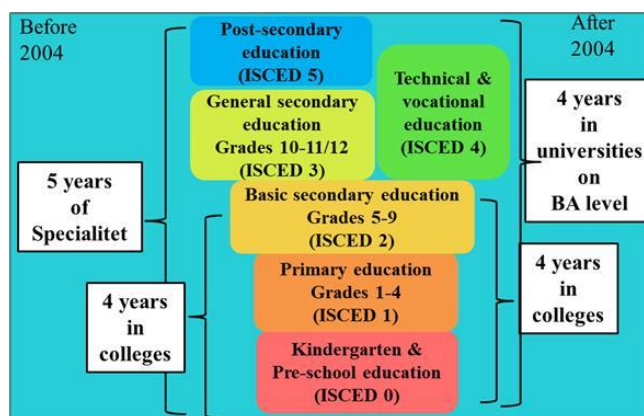 Before
2004
After
2004
Post-secondary
education
(ISCED 5)
Technical &
vocational
education
(ISCED 4)
General secondary
education
Grades 10-11/12
(ISCED 3)
4 years
in
universities
on
BA level
5 years
of
Specialitet
Basic secondary education
Grades 5-9
(ISCED 2)
4 years
in
colleges
Primary education
Grades 1-4
(ISCED 1)
4 years
in
colleges
Kindergarten &
Pre-school education
(ISCED 0)